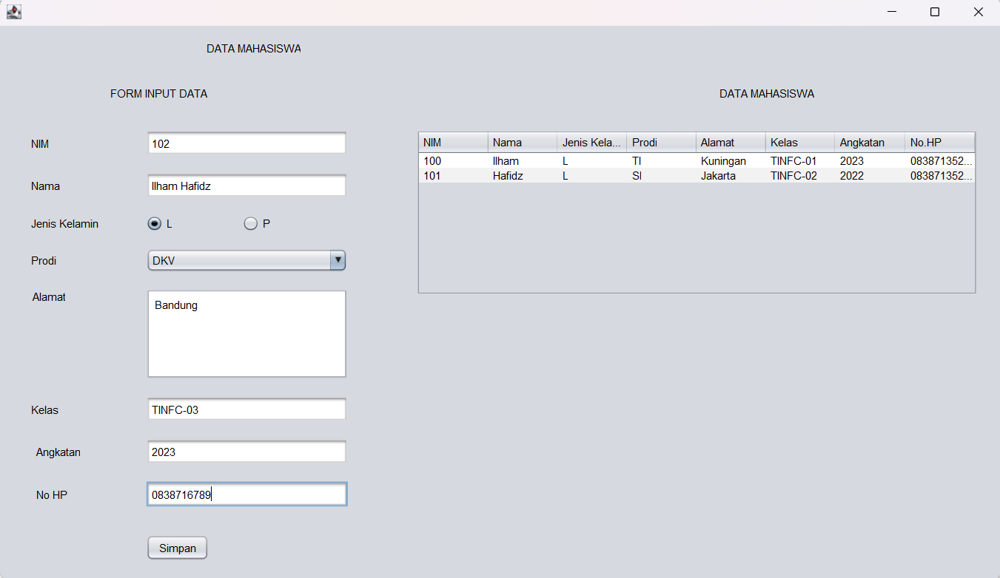 DATA MAHASISWA
FORM INPUT DATA
NIM 102
Nama Ilham Hafidz
Jenis Kelamin L P
Prodi DKV
Alamat Bandung
Kelas TINFC-03
Angkatan 2023
No HP 0838716789
Simpan
DATA MAHASISWA
NIM Nama Jenis Kela... Prodi Alamat Kelas Angkatan No.HP
100 Ilham L TI Kuningan TINFC-01 2023 083871352...
101 Hafidz L SI Jakarta TINFC-02 2022 083871352...